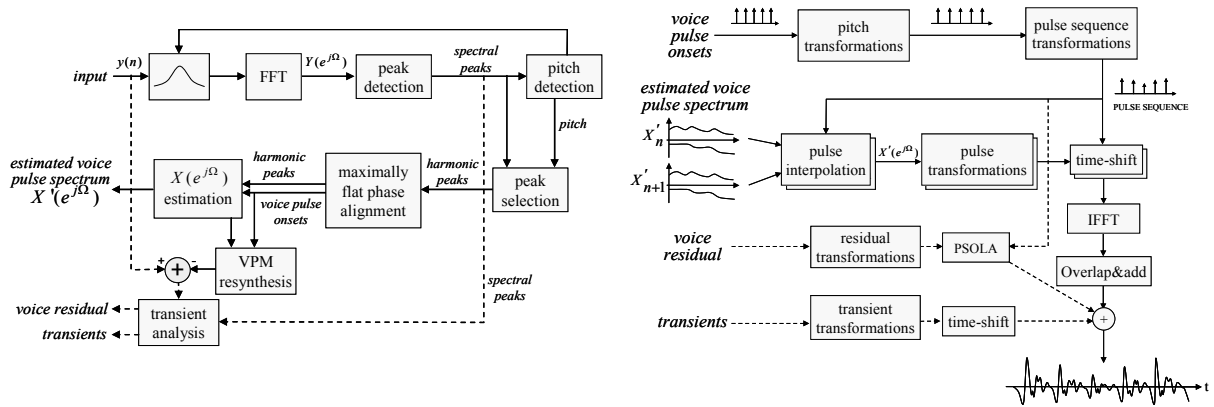 input
y(n)
FFT
Y(e^{jΩ})
peak
detection
spectral
peaks
pitch
detection
pitch
peak
selection
harmonic
peaks
maximally
flat phase
alignment
harmonic
peaks
voice pulse
onsets
X(e^{jΩ})
estimation
estimated voice
pulse spectrum
X'(e^{jΩ})
VPM
resynthesis
+
-
+
spectral
peaks
transient
analysis
voice residual
transients
voice
pulse
onsets
pitch
transformations
pulse sequence
transformations
PULSE SEQUENCE
estimated voice
pulse spectrum
X'_n
X'_{n+1}
pulse
interpolation
X'(e^{jΩ})
pulse
transformations
time-shift
IFFT
Overlap&add
voice
residual
residual
transformations
PSOLA
transients
transient
transformations
time-shift
+
t